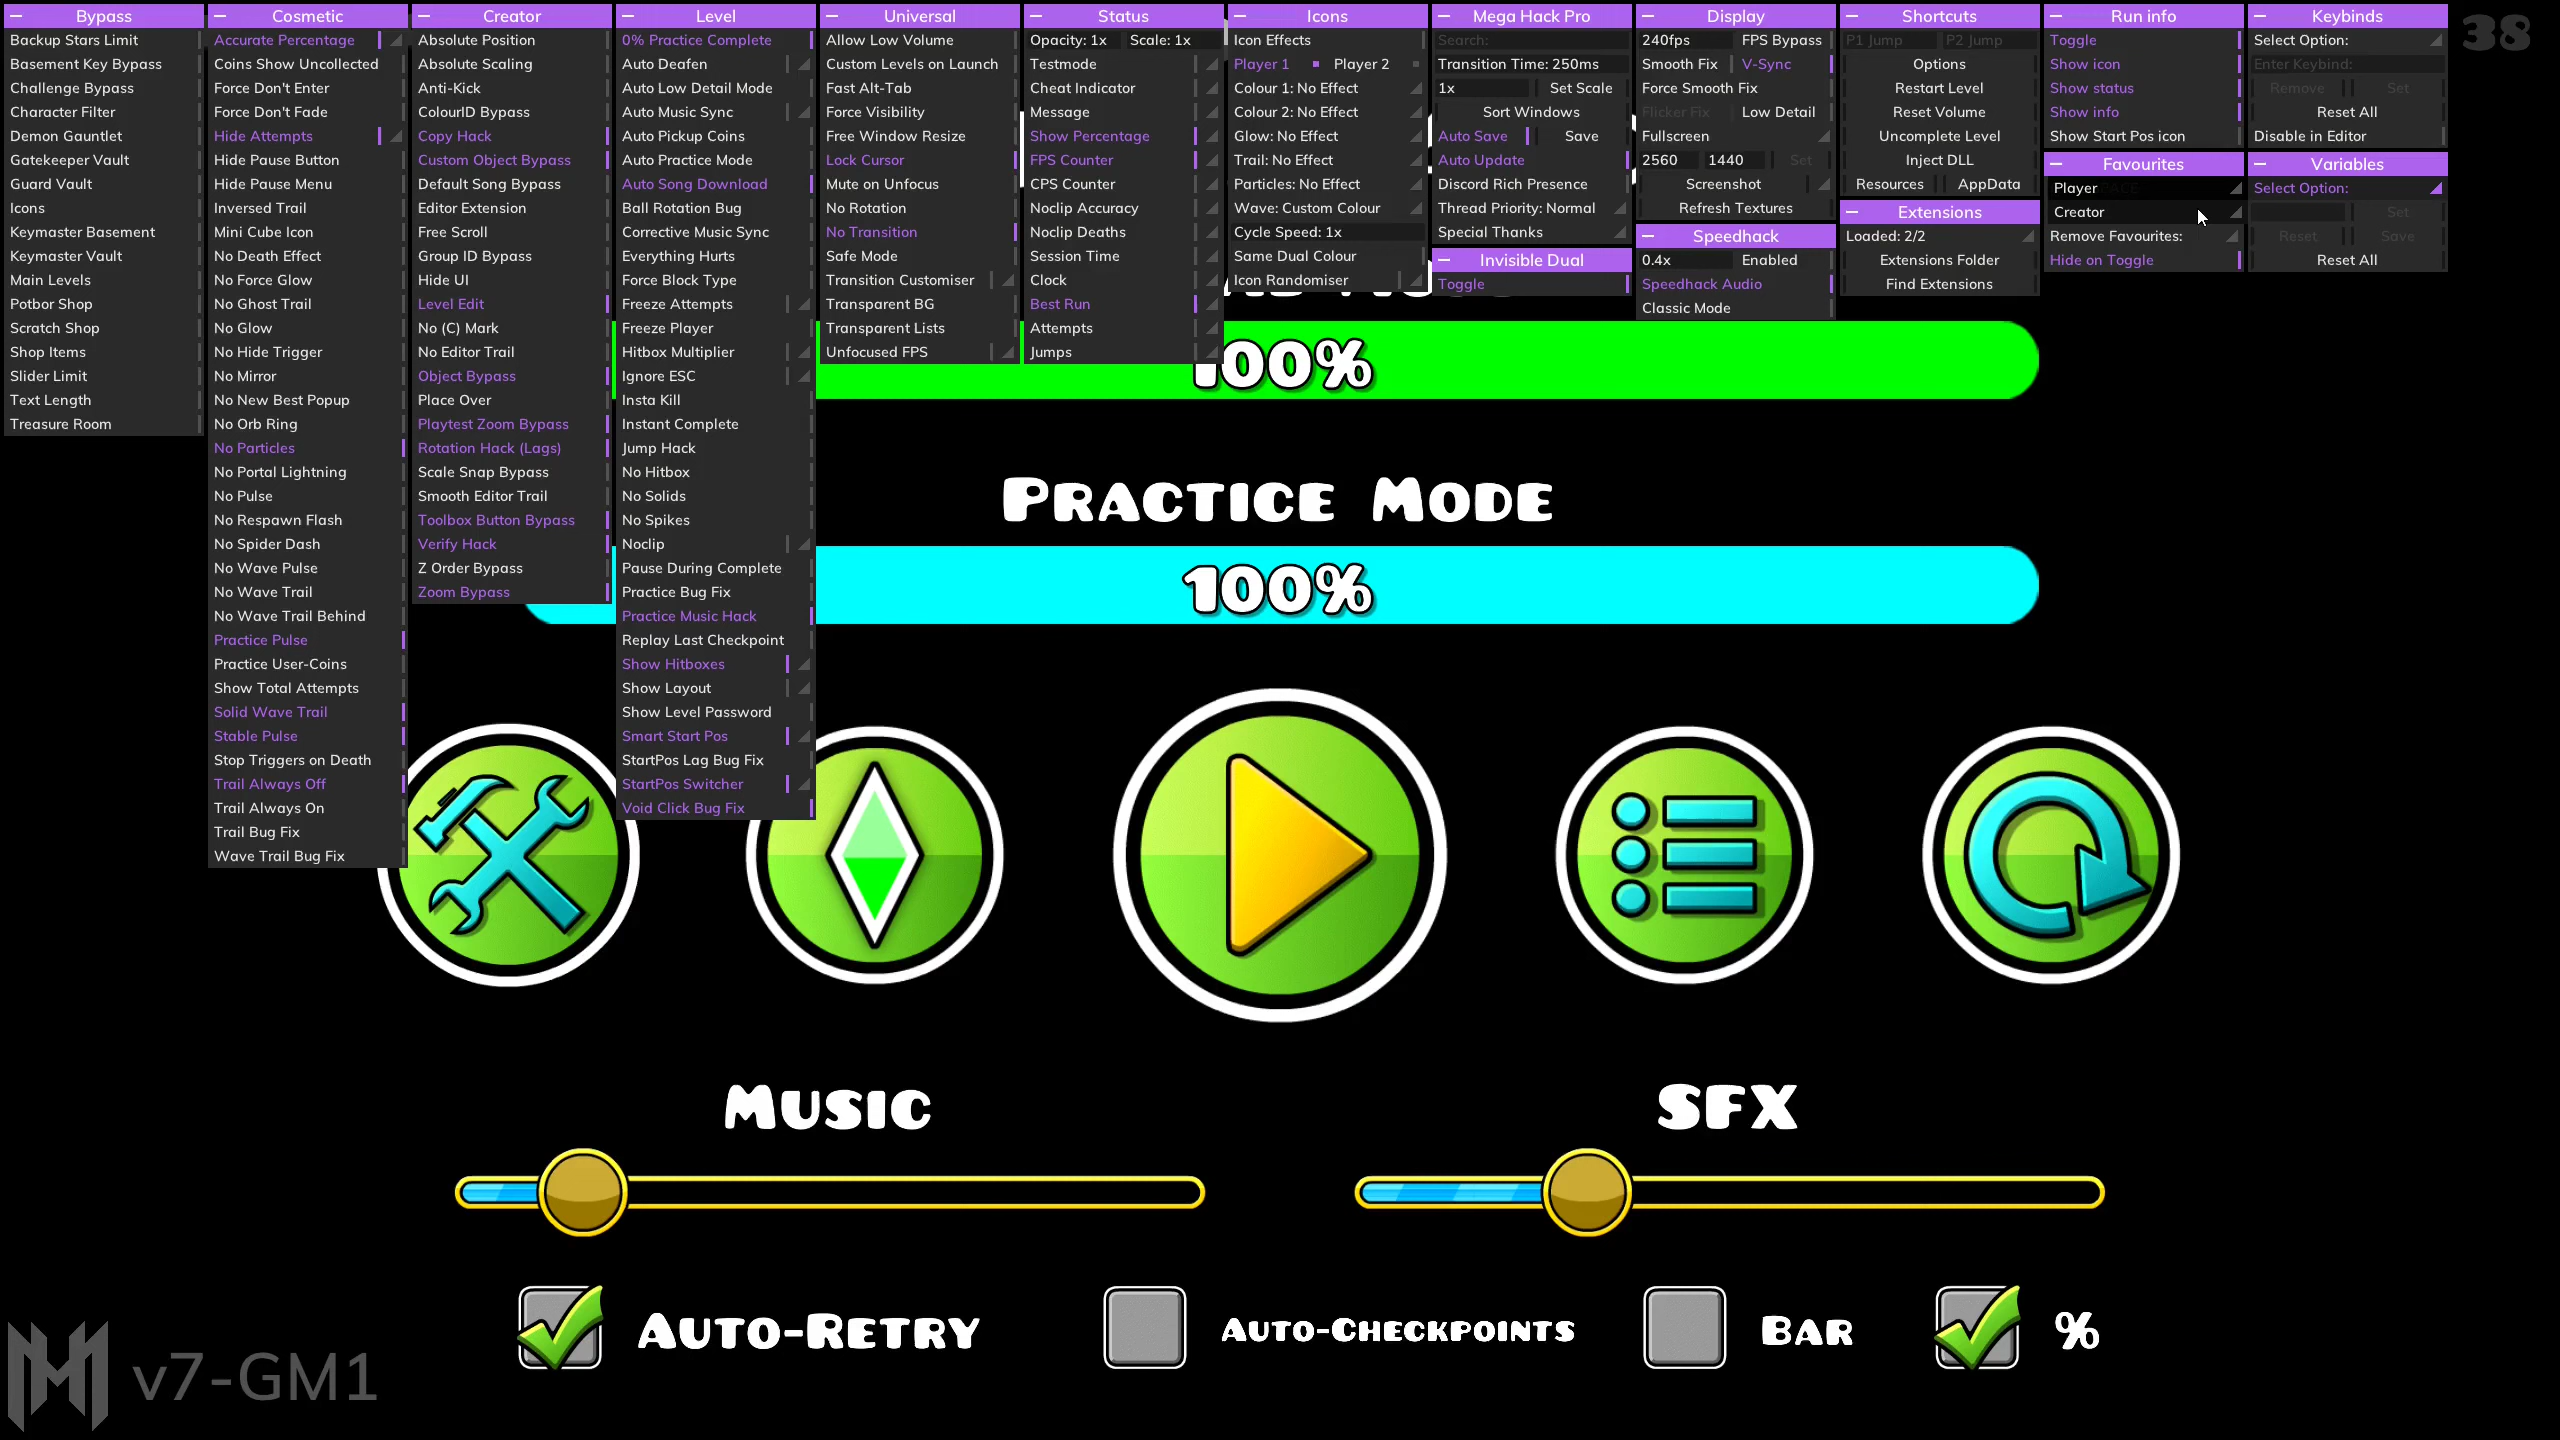 Bypass
Backup Stars Limit
Basement Key Bypass
Challenge Bypass
Character Filter
Demon Gauntlet
Gatekeeper Vault
Guard Vault
Icons
Keymaster Basement
Keymaster Vault
Main Levels
Potbor Shop
Scratch Shop
Shop Items
Slider Limit
Text Length
Treasure Room
Cosmetic
Accurate Percentage
Coins Show Uncollected
Force Don't Enter
Force Don't Fade
Hide Attempts
Hide Pause Button
Hide Pause Menu
Inversed Trail
Mini Cube Icon
No Death Effect
No Force Glow
No Ghost Trail
No Glow
No Hide Trigger
No Mirror
No New Best Popup
No Orb Ring
No Particles
No Portal Lightning
No Pulse
No Respawn Flash
No Spider Dash
No Wave Pulse
No Wave Trail
No Wave Trail Behind
Practice Pulse
Practice User-Coins
Show Total Attempts
Solid Wave Trail
Stable Pulse
Stop Triggers on Death
Trail Always Off
Trail Always On
Trail Bug Fix
Wave Trail Bug Fix
Creator
Absolute Position
Absolute Scaling
Anti-Kick
ColourID Bypass
Copy Hack
Custom Object Bypass
Default Song Bypass
Editor Extension
Free Scroll
Group ID Bypass
Hide UI
Level Edit
No (C) Mark
No Editor Trail
Object Bypass
Place Over
Playtest Zoom Bypass
Rotation Hack (Lags)
Scale Snap Bypass
Smooth Editor Trail
Toolbox Button Bypass
Verify Hack
Z Order Bypass
Zoom Bypass
Level
0% Practice Complete
Auto Deafen
Auto Low Detail Mode
Auto Music Sync
Auto Pickup Coins
Auto Practice Mode
Auto Song Download
Ball Rotation Bug
Corrective Music Sync
Everything Hurts
Force Block Type
Freeze Attempts
Freeze Player
Hitbox Multiplier
Ignore ESC
Insta Kill
Instant Complete
Jump Hack
No Hitbox
No Solids
No Spikes
Noclip
Pause During Complete
Practice Bug Fix
Practice Music Hack
Replay Last Checkpoint
Show Hitboxes
Show Layout
Show Level Password
Smart Start Pos
StartPos Lag Bug Fix
StartPos Switcher
Void Click Bug Fix
Universal
Allow Low Volume
Custom Levels on Launch
Fast Alt-Tab
Force Visibility
Free Window Resize
Lock Cursor
Mute on Unfocus
No Rotation
No Transition
Safe Mode
Transition Customiser
Transparent BG
Transparent Lists
Unfocused FPS
Status
Opacity: 1x Scale: 1x
Testmode
Cheat Indicator
Message
Show Percentage
FPS Counter
CPS Counter
Noclip Accuracy
Noclip Deaths
Session Time
Clock
Best Run
Attempts
Jumps
Icons
Icon Effects
Player 1 Player 2
Colour 1: No Effect
Colour 2: No Effect
Glow: No Effect
Trail: No Effect
Particles: No Effect
Wave: Custom Colour
Cycle Speed: 1x
Same Dual Colour
Icon Randomiser
Mega Hack Pro
Search:
Transition Time: 250ms
1x Set Scale
Sort Windows
Auto Save Save
Auto Update
Discord Rich Presence
Thread Priority: Normal
Special Thanks
Invisible Dual
Toggle
Display
240fps FPS Bypass
Smooth Fix V-Sync
Force Smooth Fix
Flicker Fix Low Detail
Fullscreen
2560 1440 Set
Screenshot
Refresh Textures
Speedhack
0.4x Enabled
Speedhack Audio
Classic Mode
Shortcuts
P1 Jump P2 Jump
Options
Restart Level
Reset Volume
Uncomplete Level
Inject DLL
Resources AppData
Extensions
Loaded: 2/2
Extensions Folder
Find Extensions
Run info
Toggle
Show icon
Show status
Show info
Show Start Pos icon
Favourites
Player
Creator
Remove Favourites:
Hide on Toggle
Keybinds
Select Option:
Enter Keybind:
Remove Set
Reset All
Disable in Editor
Variables
Select Option:
Set
Reset Save
Reset All
38
100%
Practice Mode
100%
Music SFX
Auto-Retry Auto-Checkpoints Bar %
v7-GM1